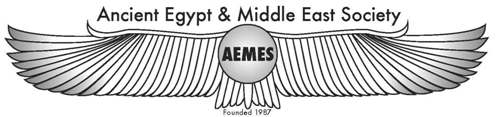 Ancient Egypt & Middle East Society
AEMES
Founded 1987